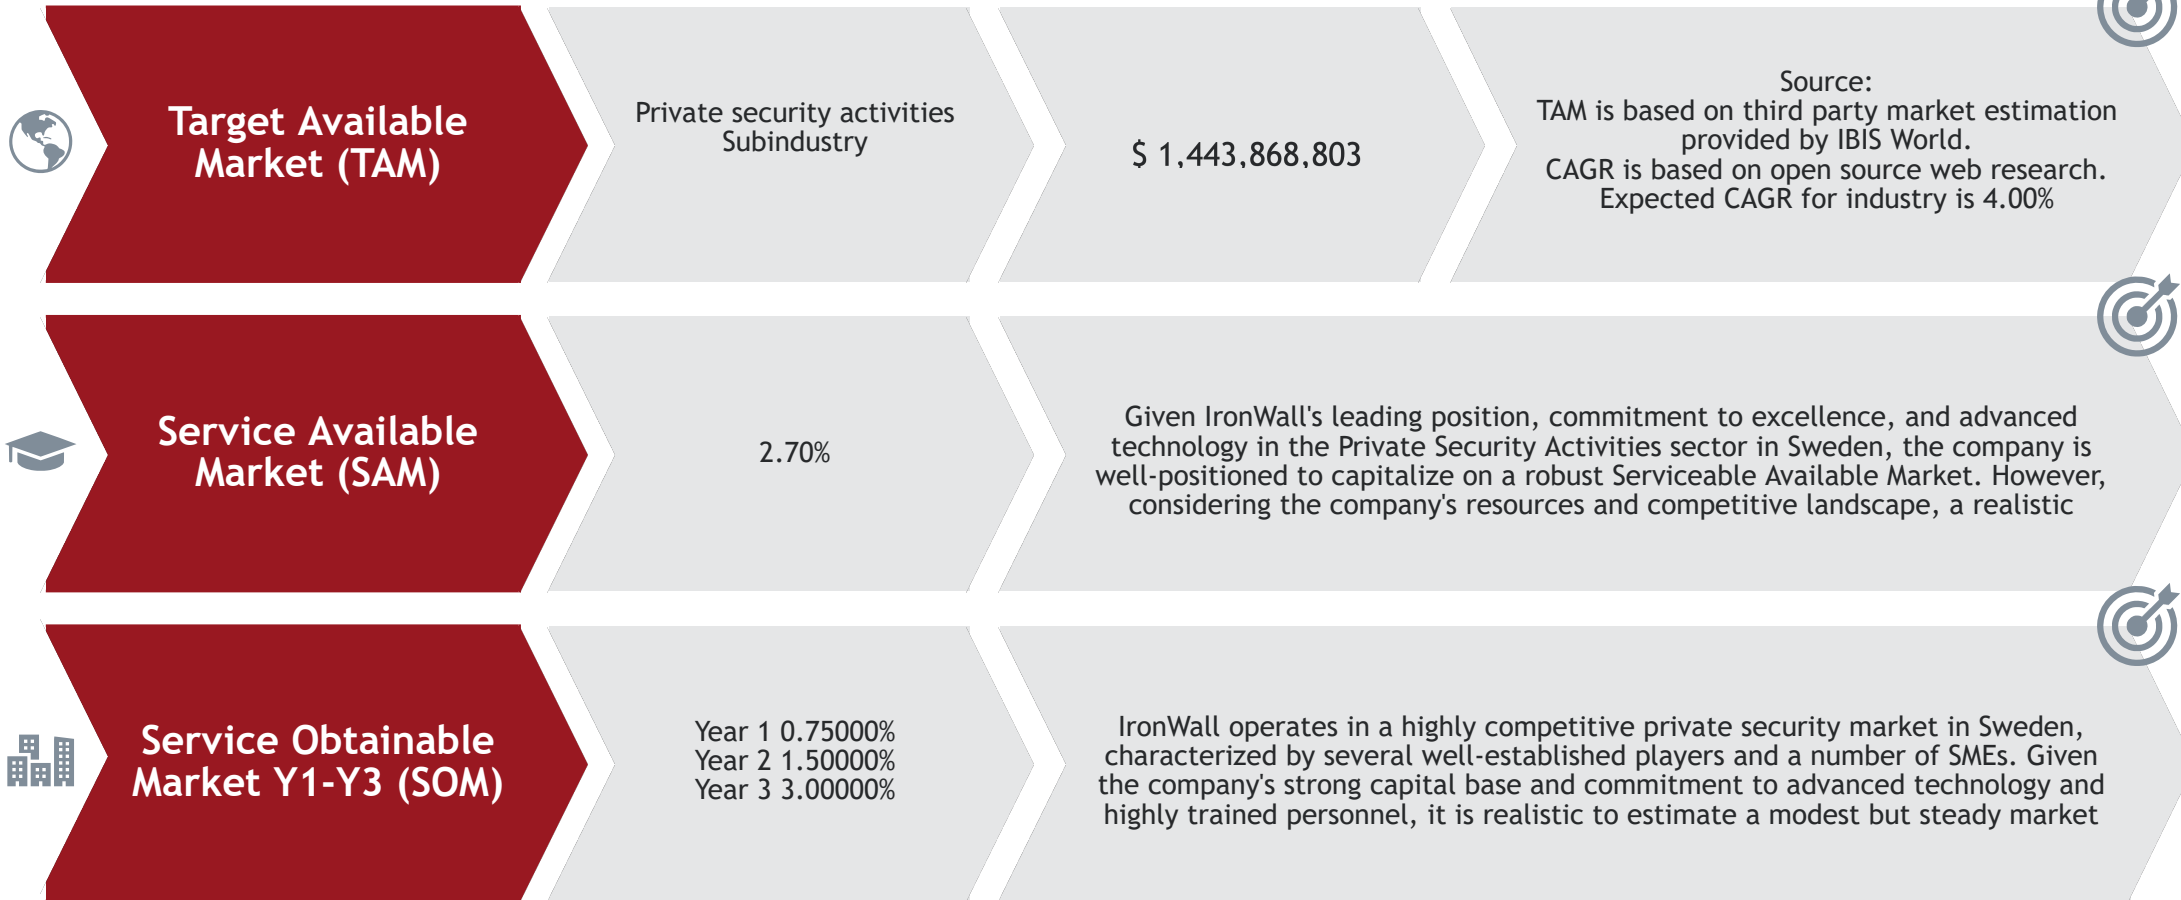 Target Available
Market (TAM)
Private security activities
Subindustry
$ 1,443,868,803
Source:
TAM is based on third party market estimation
provided by IBIS World.
CAGR is based on open source web research.
Expected CAGR for industry is 4.00%
Service Available
Market (SAM)
2.70%
Given IronWall's leading position, commitment to excellence, and advanced
technology in the Private Security Activities sector in Sweden, the company is
well-positioned to capitalize on a robust Serviceable Available Market. However,
considering the company's resources and competitive landscape, a realistic
Service Obtainable
Market Y1-Y3 (SOM)
Year 1 0.75000%
Year 2 1.50000%
Year 3 3.00000%
IronWall operates in a highly competitive private security market in Sweden,
characterized by several well-established players and a number of SMEs. Given
the company's strong capital base and commitment to advanced technology and
highly trained personnel, it is realistic to estimate a modest but steady market